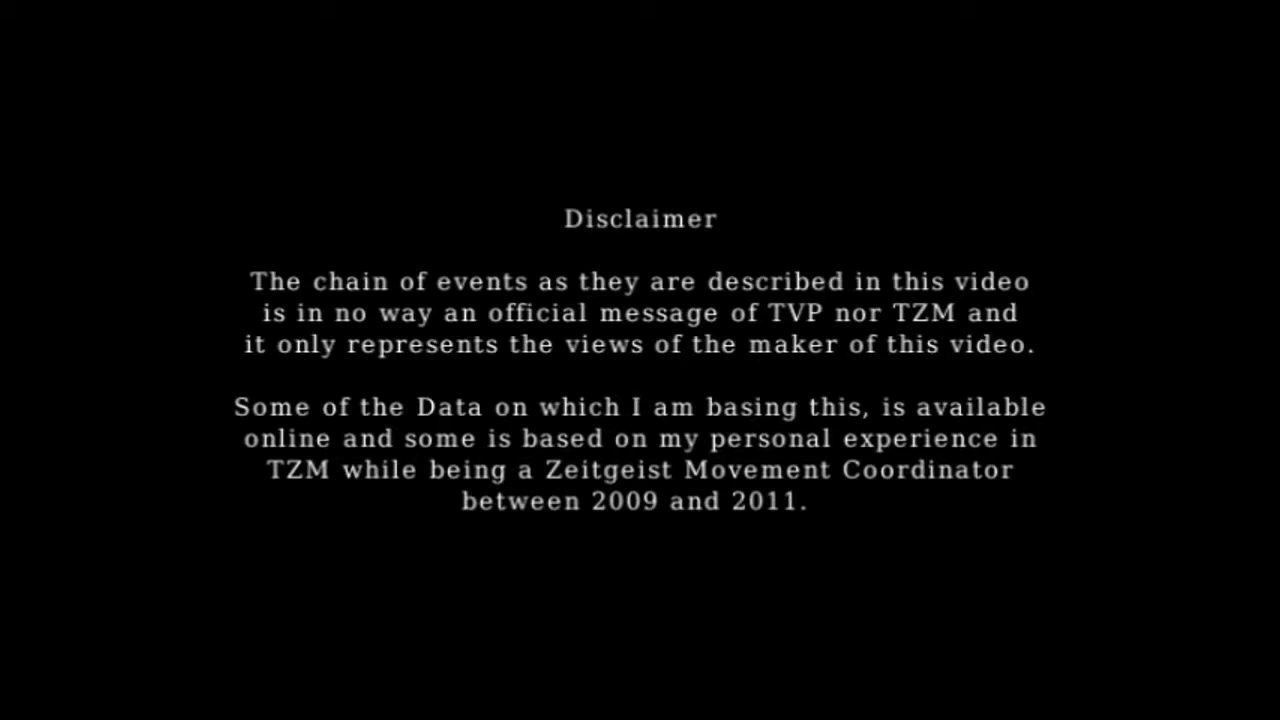 Disclaimer
The chain of events as they are described in this video
is in no way an official message of TVP nor TZM and
it only represents the views of the maker of this video.
Some of the Data on which I am basing this, is available
online and some is based on my personal experience in
TZM while being a Zeitgeist Movement Coordinator
between 2009 and 2011.